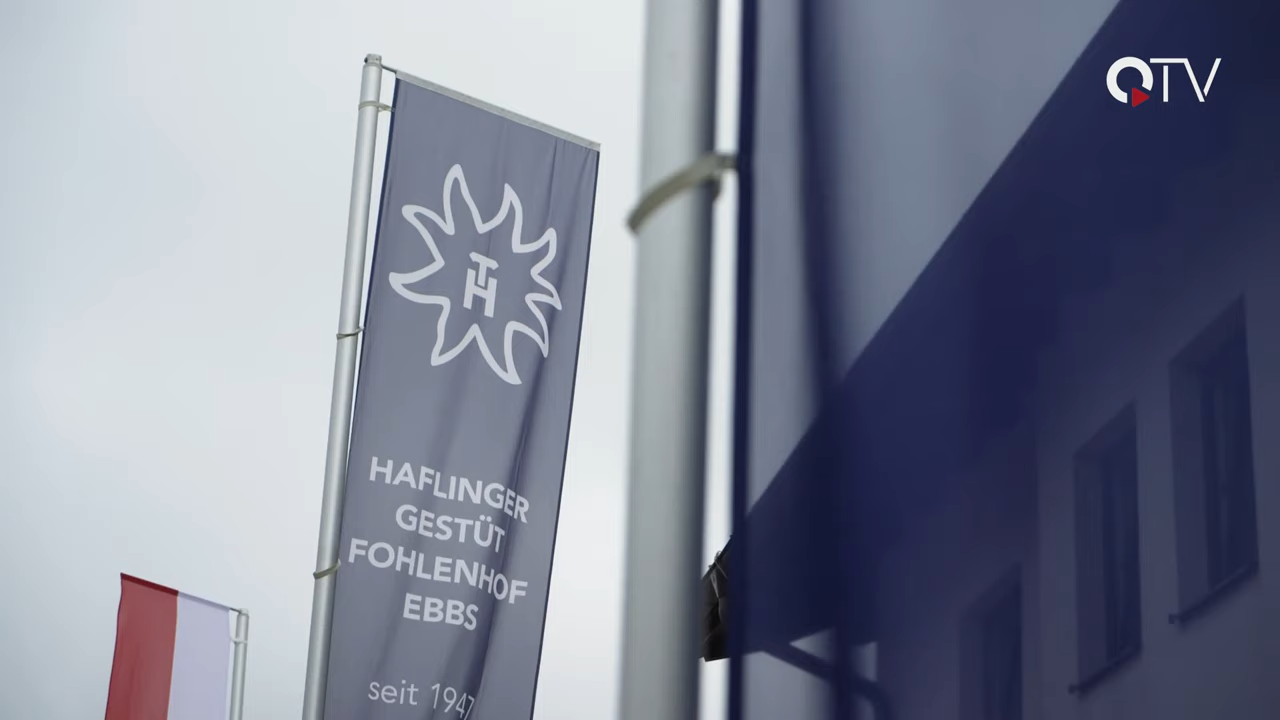 QTV
TH
HAFLINGER
GESTÜT
FOHLENHOF
EBBS
seit 1947